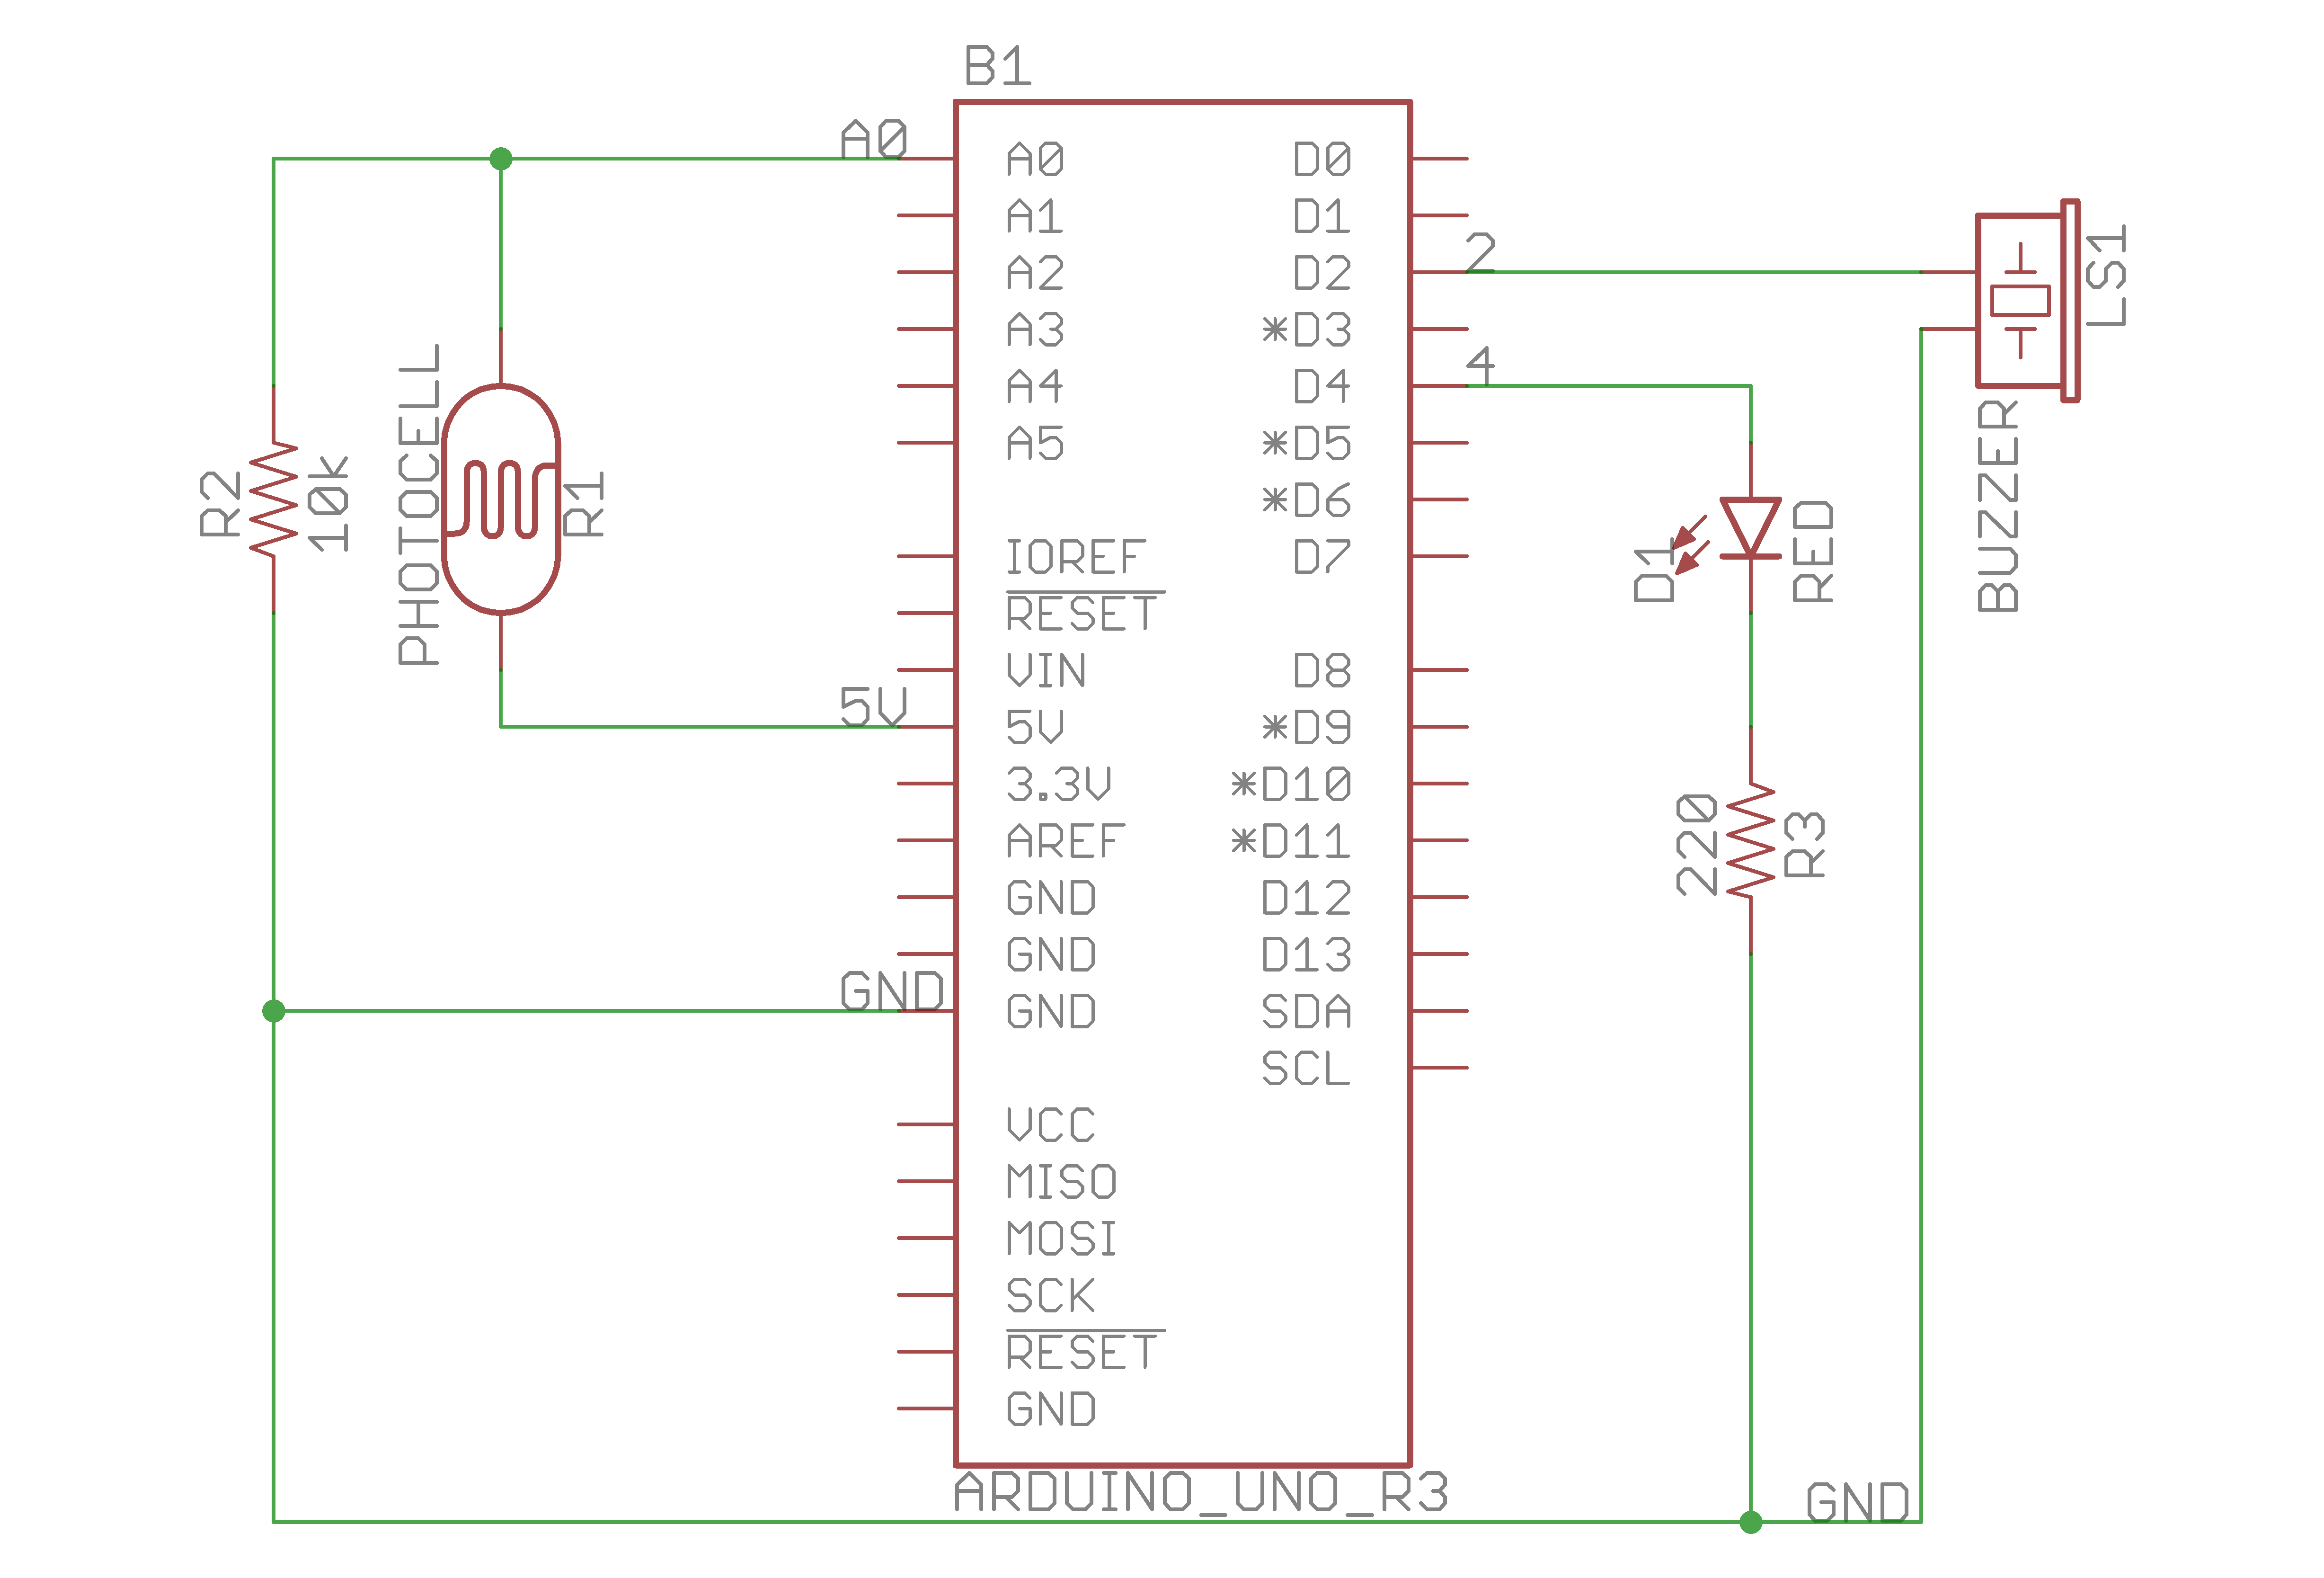 B1
A0
A0
D0
A1
D1
A2
D2
2
A3
*D3
A4
D4
4
A5
*D5
*D6
IOREF
D7
RESET
VIN
D8
5V
5V
*D9
3.3V
*D10
AREF
*D11
GND
D12
GND
D13
GND
GND
SDA
SCL
VCC
MISO
MOSI
SCK
RESET
GND
ARDUINO_UNO_R3
R2
10k
PHOTOCELL
R1
D1
RED
220
R3
LS1
BUZZER
GND